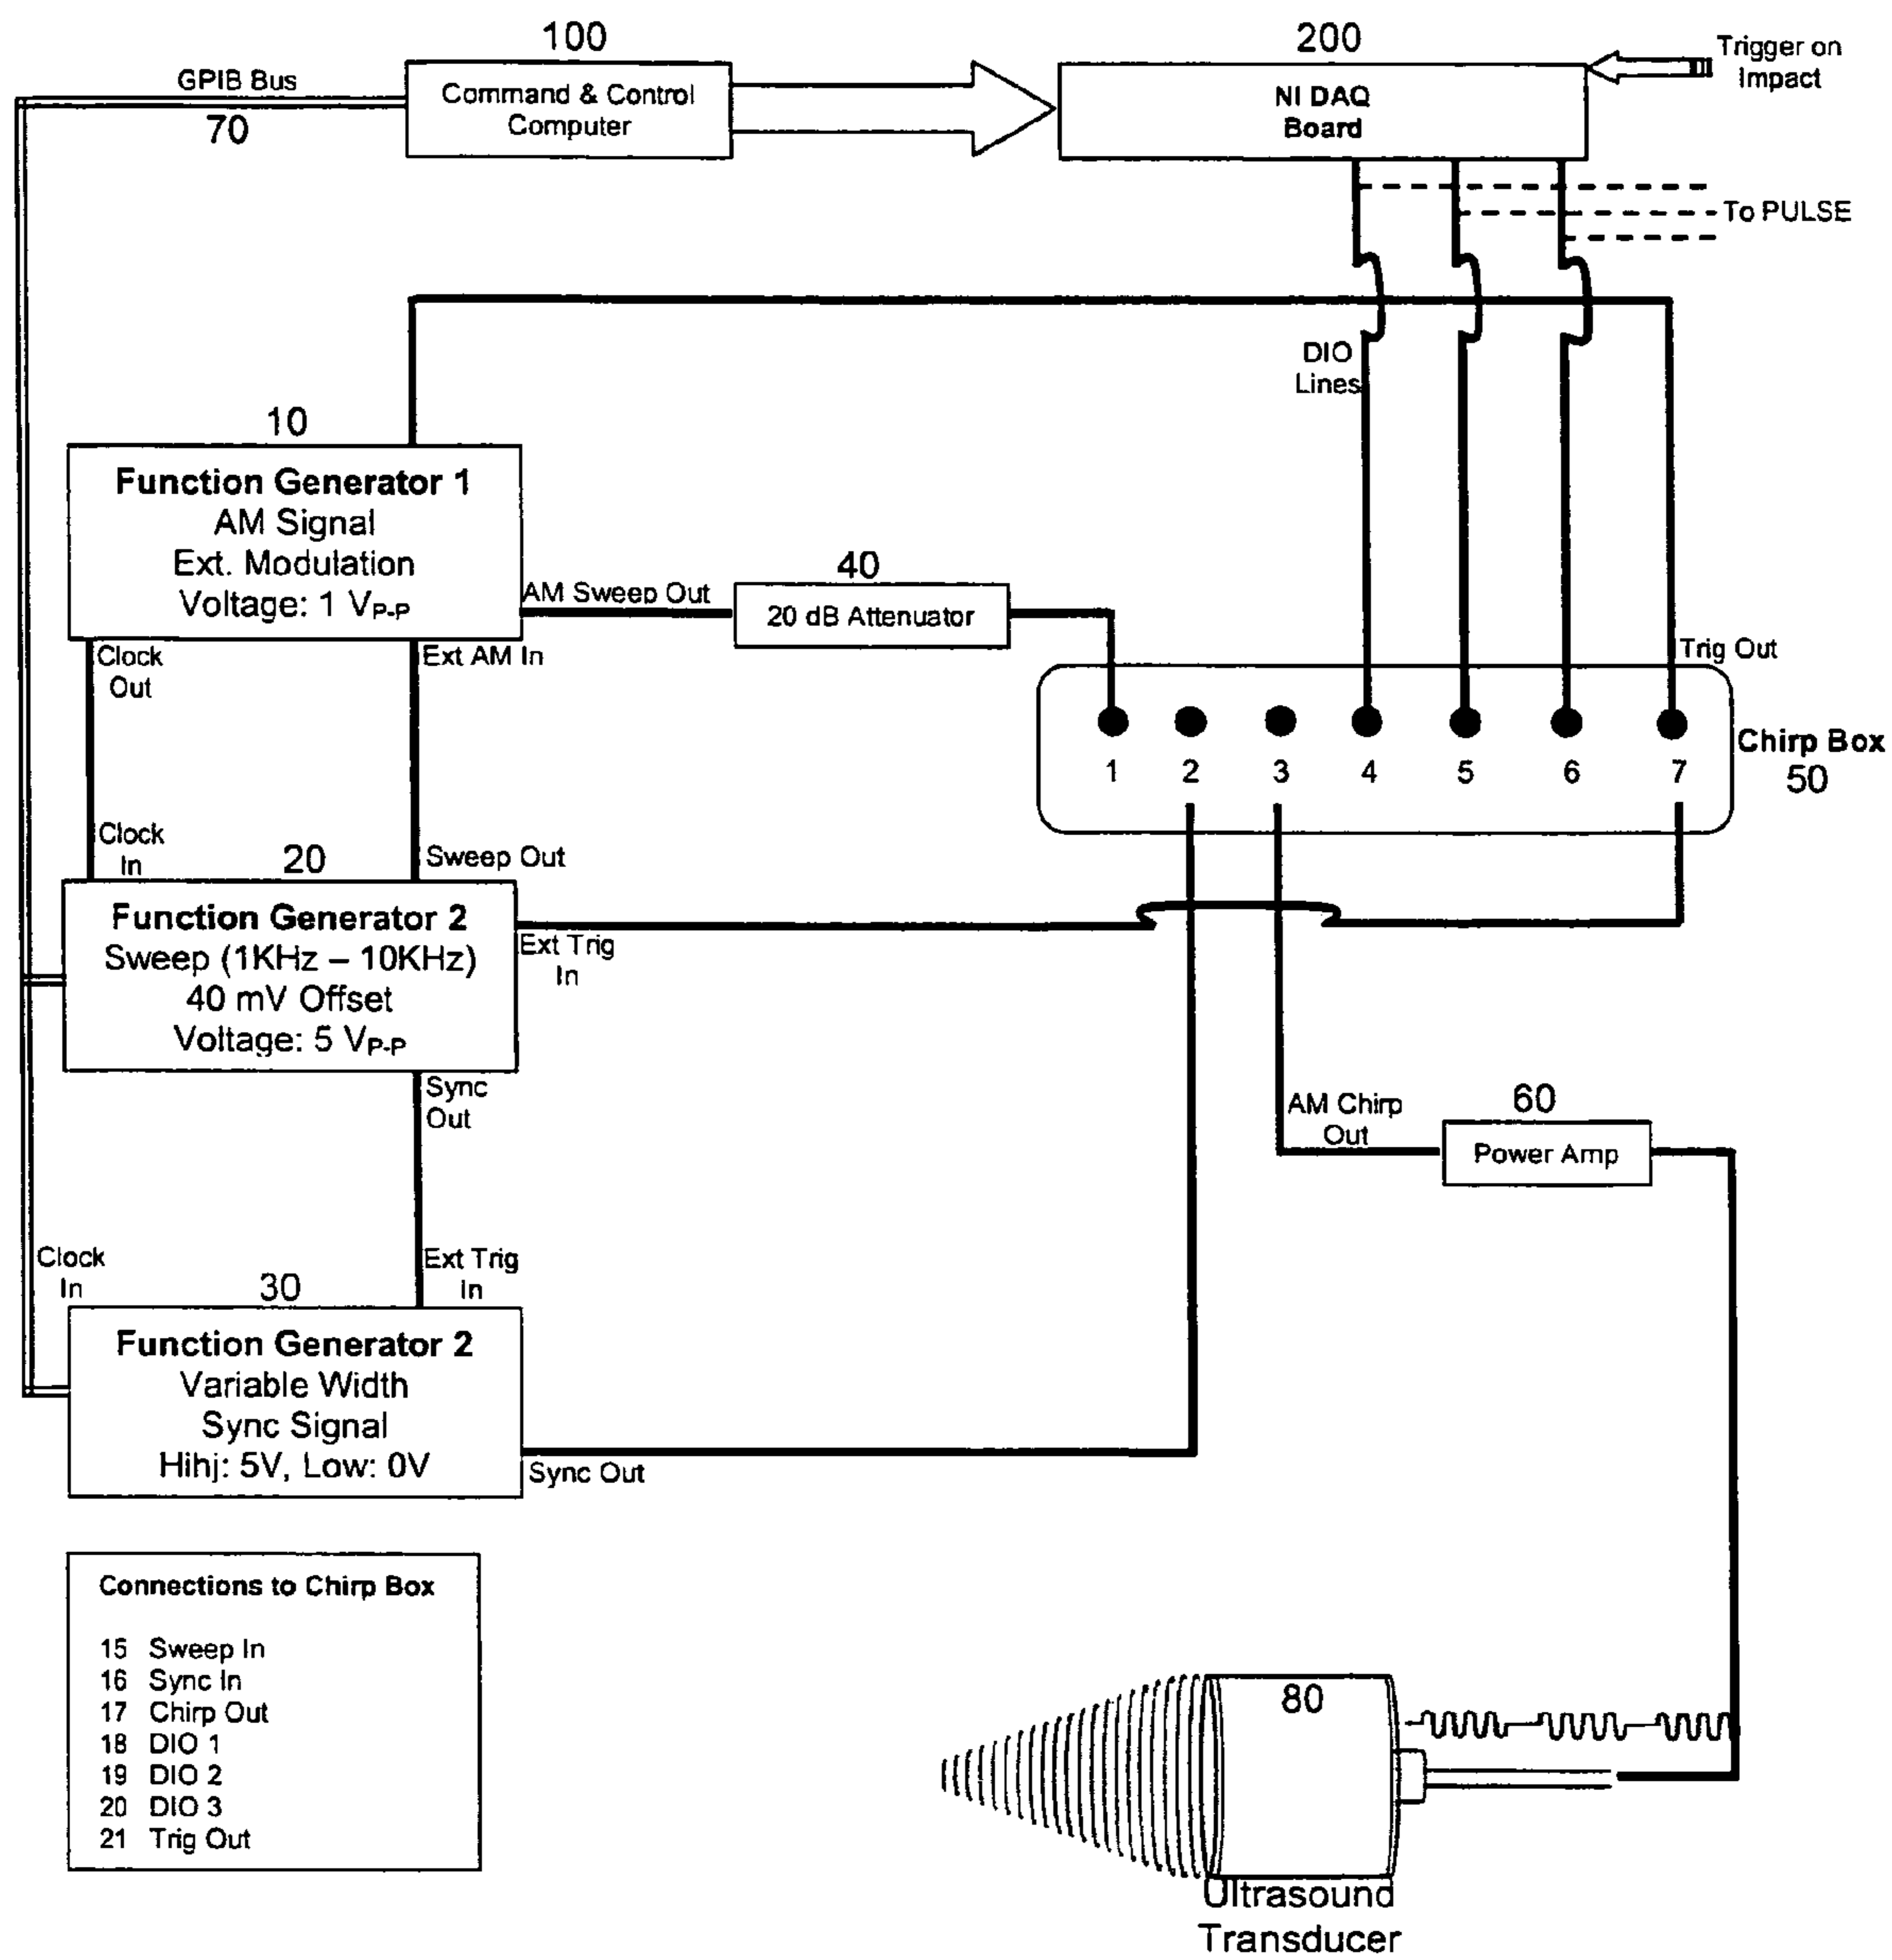 100
200
Trigger on
Impact
GPIB Bus
70
Command & Control
Computer
NI DAQ
Board
To PULSE
DIO
Lines
10
Function Generator 1
AM Signal
Ext. Modulation
Voltage: 1 VP-P
AM Sweep Out
40
20 dB Attenuator
Clock
Out
Ext AM In
Trig Out
Chirp Box
50
1 2 3 4 5 6 7
Clock
In
20
Sweep Out
Function Generator 2
Sweep (1KHz – 10KHz)
40 mV Offset
Voltage: 5 VP-P
Ext Trig
In
Sync
Out
AM Chirp
Out
60
Power Amp
Clock
In
30
Ext Trig
In
Function Generator 2
Variable Width
Sync Signal
Hihj: 5V, Low: 0V
Sync Out
Connections to Chirp Box
15 Sweep In
16 Sync In
17 Chirp Out
18 DIO 1
19 DIO 2
20 DIO 3
21 Trig Out
80
Ultrasound
Transducer